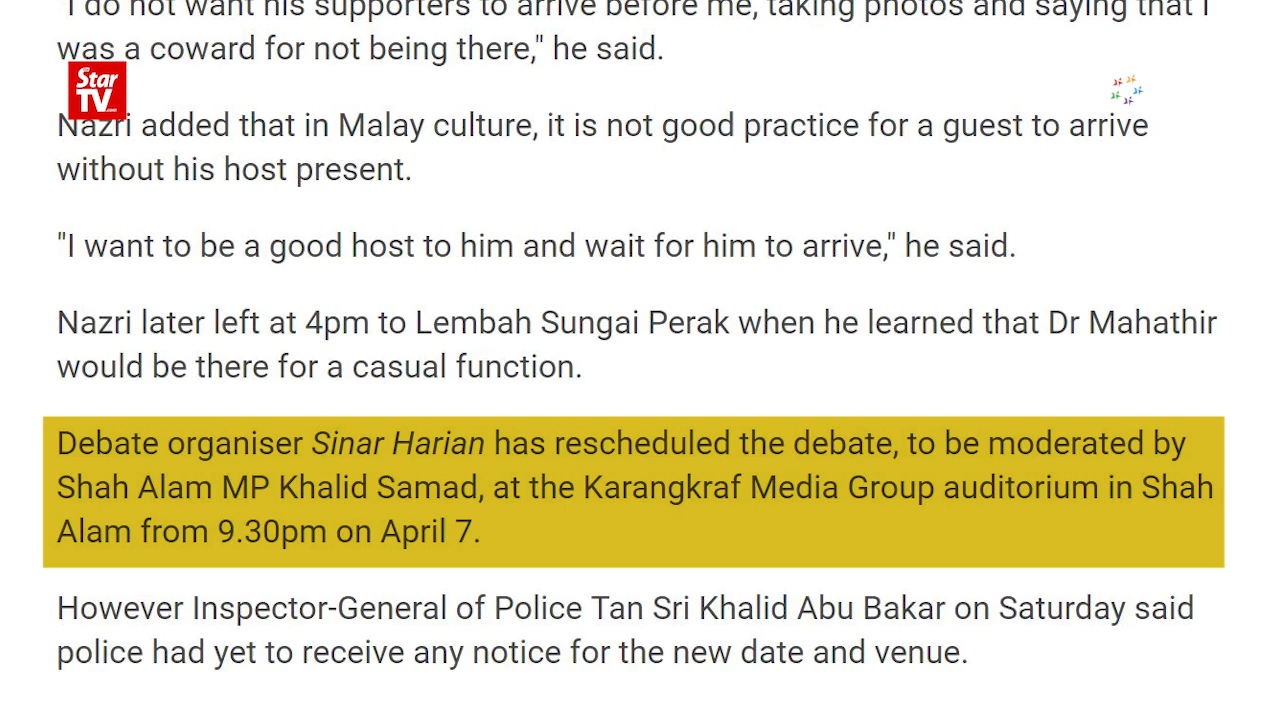 "I do not want his supporters to arrive before me, taking photos and saying that I
was a coward for not being there," he said.
Star
TV.com
Nazri added that in Malay culture, it is not good practice for a guest to arrive
without his host present.
"I want to be a good host to him and wait for him to arrive," he said.
Nazri later left at 4pm to Lembah Sungai Perak when he learned that Dr Mahathir
would be there for a casual function.
Debate organiser Sinar Harian has rescheduled the debate, to be moderated by
Shah Alam MP Khalid Samad, at the Karangkraf Media Group auditorium in Shah
Alam from 9.30pm on April 7.
However Inspector-General of Police Tan Sri Khalid Abu Bakar on Saturday said
police had yet to receive any notice for the new date and venue.